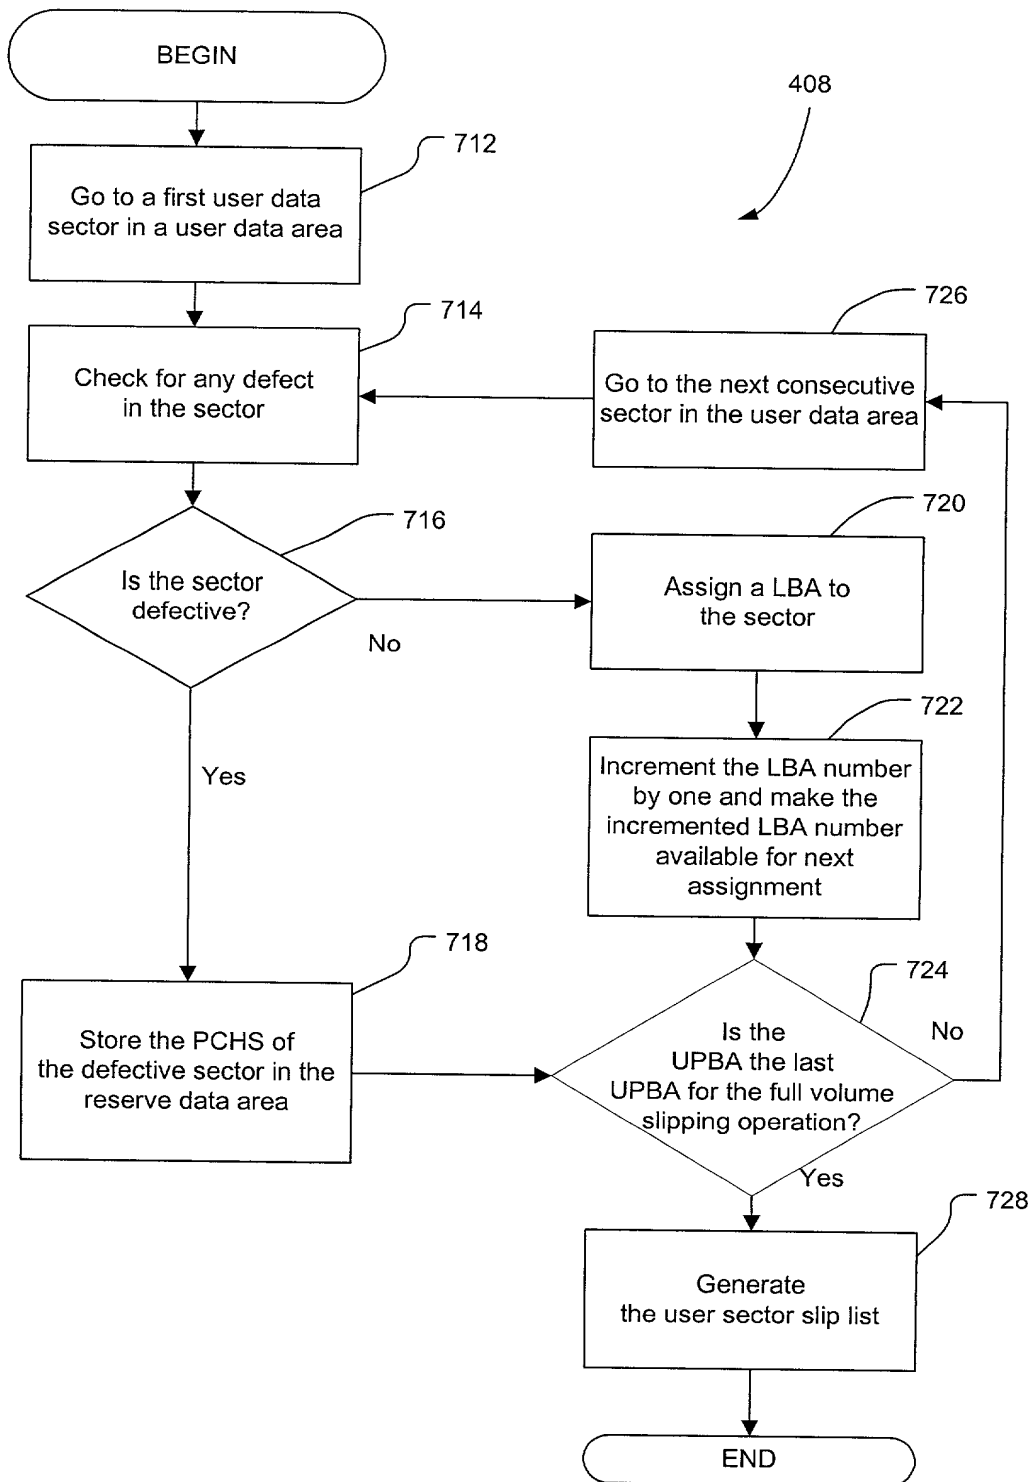 BEGIN
408
712
Go to a first user data
sector in a user data area
714
Check for any defect
in the sector
726
Go to the next consecutive
sector in the user data area
716
Is the sector
defective?
No
Yes
720
Assign a LBA to
the sector
722
Increment the LBA number
by one and make the
incremented LBA number
available for next
assignment
718
Store the PCHS of
the defective sector in the
reserve data area
724
Is the
UPBA the last
UPBA for the full volume
slipping operation?
No
Yes
728
Generate
the user sector slip list
END